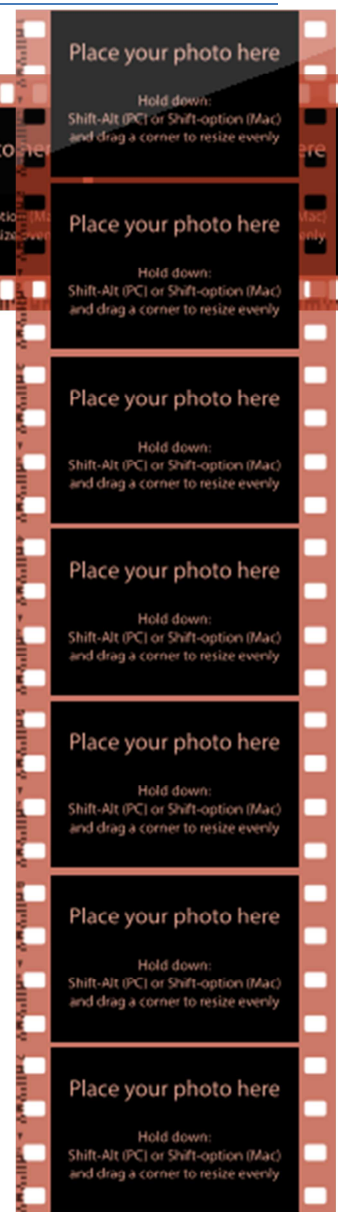 Place your photo here
Hold down:
Shift-Alt (PC) or Shift-option (Mac)
and drag a corner to resize evenly
Place your photo here
Hold down:
Shift-Alt (PC) or Shift-option (Mac)
and drag a corner to resize evenly
Place your photo here
Hold down:
Shift-Alt (PC) or Shift-option (Mac)
and drag a corner to resize evenly
Place your photo here
Hold down:
Shift-Alt (PC) or Shift-option (Mac)
and drag a corner to resize evenly
Place your photo here
Hold down:
Shift-Alt (PC) or Shift-option (Mac)
and drag a corner to resize evenly
Place your photo here
Hold down:
Shift-Alt (PC) or Shift-option (Mac)
and drag a corner to resize evenly
Place your photo here
Hold down:
Shift-Alt (PC) or Shift-option (Mac)
and drag a corner to resize evenly